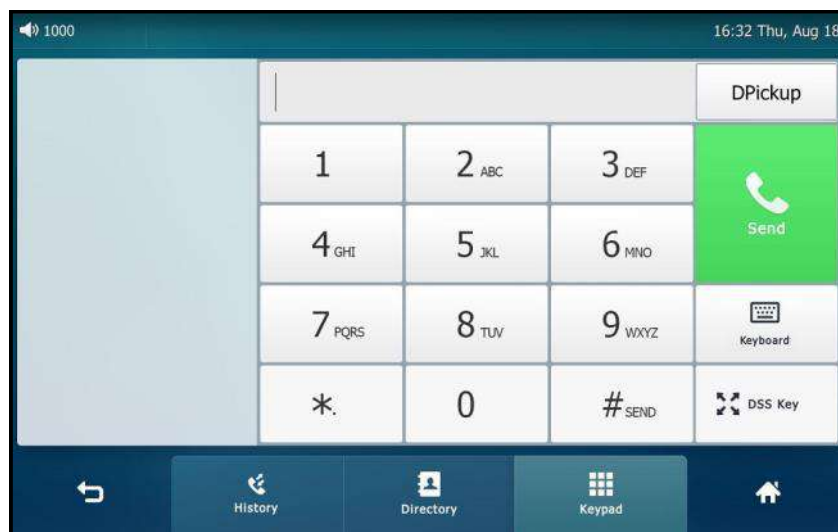 1000
16:32 Thu, Aug 18
DPickup
1
2 ABC
3 DEF
Send
4 GHI
5 JKL
6 MNO
7 PQRS
8 TUV
9 WXYZ
Keyboard
*.
0
# SEND
DSS Key
History
Directory
Keypad